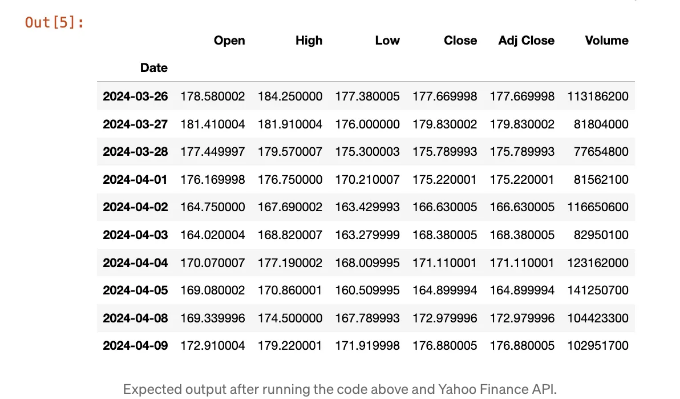 Out[5]:
Open High Low Close Adj Close Volume
Date
2024-03-26 178.580002 184.250000 177.380005 177.669998 177.669998 113186200
2024-03-27 181.410004 181.910004 176.000000 179.830002 179.830002 81804000
2024-03-28 177.449997 179.570007 175.300003 175.789993 175.789993 77654800
2024-04-01 176.169998 176.750000 170.210007 175.220001 175.220001 81562100
2024-04-02 164.750000 167.690002 163.429993 166.630005 166.630005 116650600
2024-04-03 164.020004 168.820007 163.279999 168.380005 168.380005 82950100
2024-04-04 170.070007 177.190002 168.009995 171.110001 171.110001 123162000
2024-04-05 169.080002 170.860001 160.509995 164.899994 164.899994 141250700
2024-04-08 169.339996 174.500000 167.789993 172.979996 172.979996 104423300
2024-04-09 172.910004 179.220001 171.919998 176.880005 176.880005 102951700
Expected output after running the code above and Yahoo Finance API.